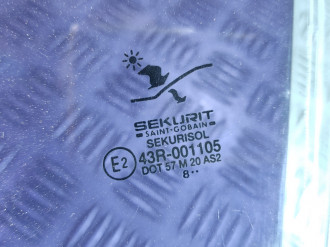 SEKURIT
SAINT-GOBAIN
SEKURISOL
E2 43R-001105
DOT 57 M 20 AS2
8••